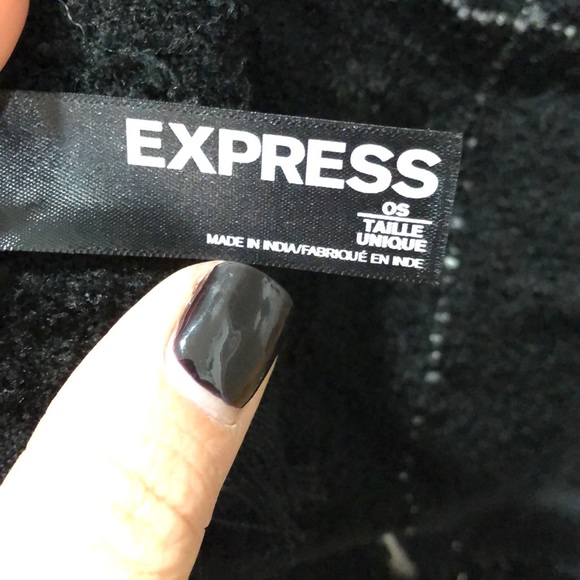 EXPRESS
OS
TAILLE
UNIQUE
MADE IN INDIA/FABRIQUÉ EN INDE